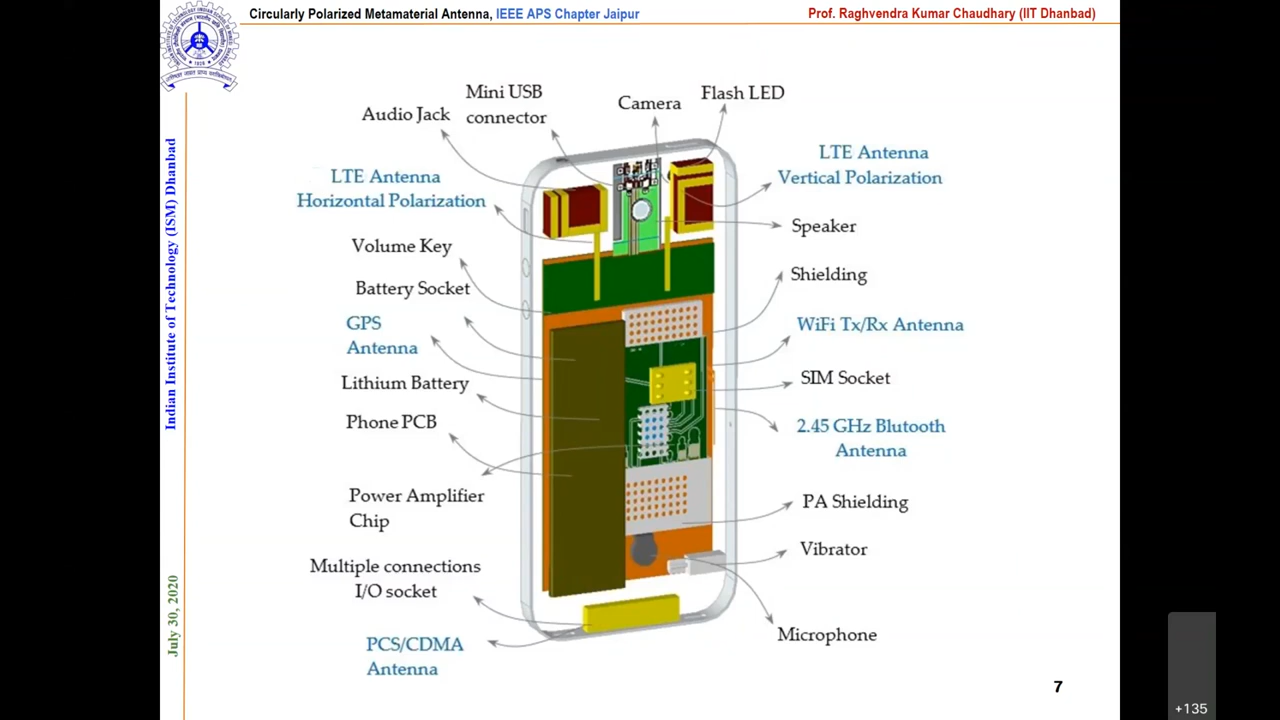 Circularly Polarized Metamaterial Antenna, IEEE APS Chapter Jaipur
Prof. Raghvendra Kumar Chaudhary (IIT Dhanbad)
Indian Institute of Technology (ISM) Dhanbad
July 30, 2020
Mini USB
connector
Audio Jack
Camera
Flash LED
LTE Antenna
Horizontal Polarization
LTE Antenna
Vertical Polarization
Volume Key
Speaker
Battery Socket
Shielding
GPS
Antenna
WiFi Tx/Rx Antenna
Lithium Battery
SIM Socket
Phone PCB
2.45 GHz Blutooth
Antenna
Power Amplifier
Chip
PA Shielding
Vibrator
Multiple connections
I/O socket
Microphone
PCS/CDMA
Antenna
7
+135